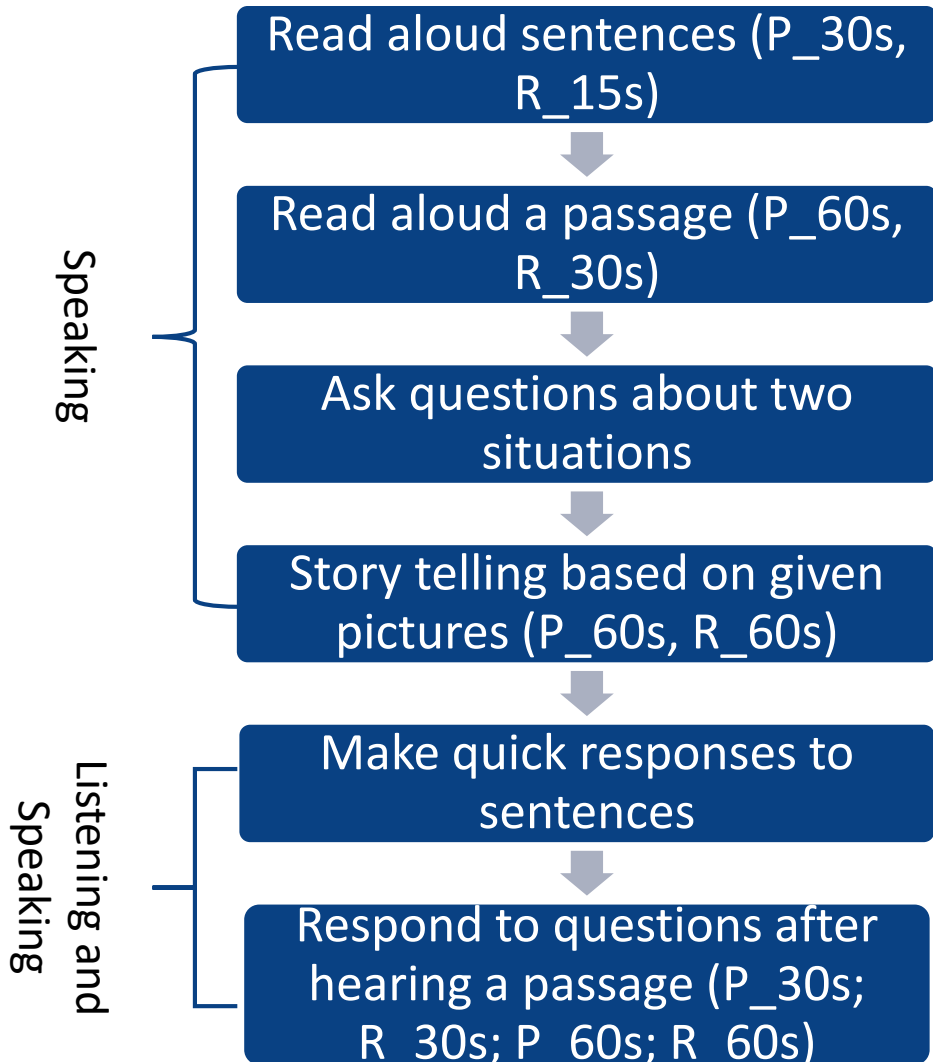 Speaking
Read aloud sentences (P_30s,
R_15s)
Read aloud a passage (P_60s,
R_30s)
Ask questions about two
situations
Story telling based on given
pictures (P_60s, R_60s)
Listening and
Speaking
Make quick responses to
sentences
Respond to questions after
hearing a passage (P_30s;
R_30s; P_60s; R_60s)